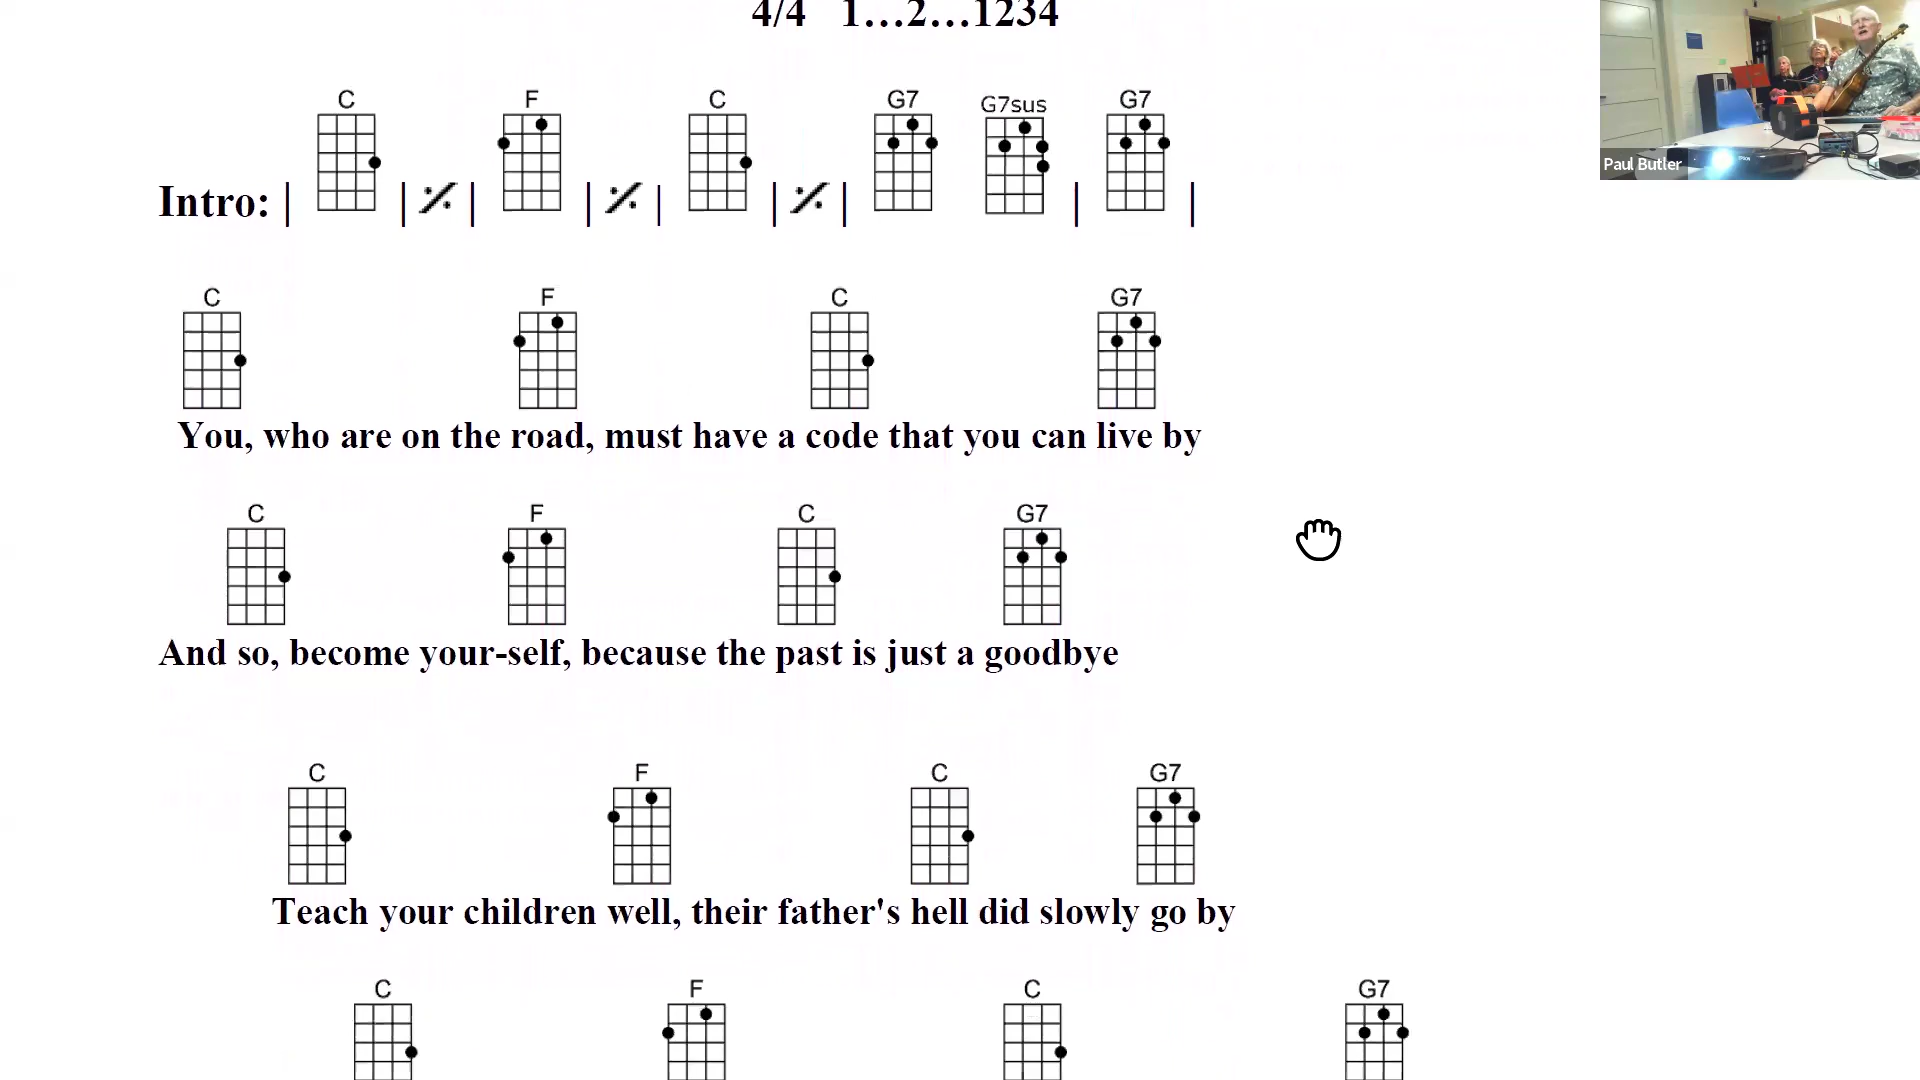 4/4 1...2...1234
C F C G7 G7sus G7
Intro: | | ٪ | | ٪ | | ٪ | | |
C F C G7
You, who are on the road, must have a code that you can live by
C F C G7
And so, become your-self, because the past is just a goodbye
C F C G7
Teach your children well, their father's hell did slowly go by
C F C G7
Paul Butler